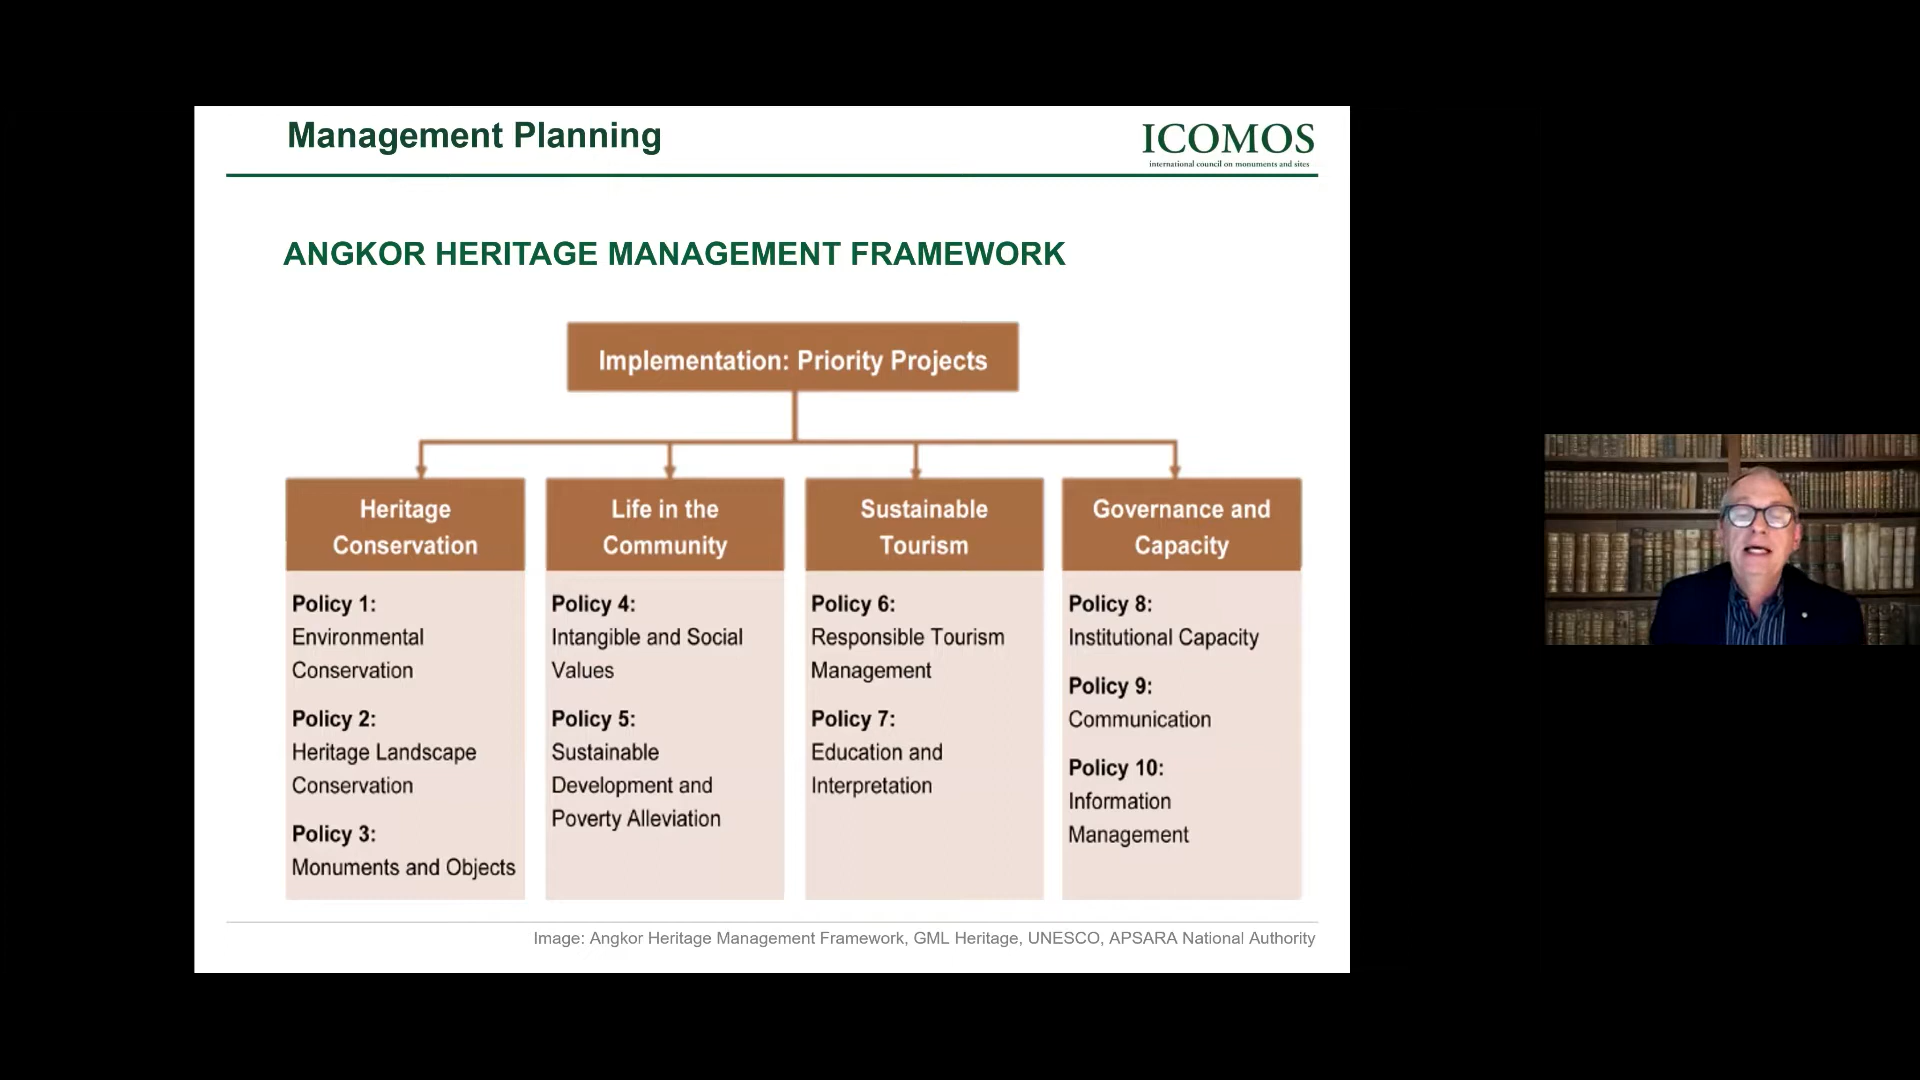 Management Planning
ICOMOS
international council on monuments and sites
ANGKOR HERITAGE MANAGEMENT FRAMEWORK
Implementation: Priority Projects
Heritage
Conservation
Policy 1:
Environmental
Conservation
Policy 2:
Heritage Landscape
Conservation
Policy 3:
Monuments and Objects
Life in the
Community
Policy 4:
Intangible and Social
Values
Policy 5:
Sustainable
Development and
Poverty Alleviation
Sustainable
Tourism
Policy 6:
Responsible Tourism
Management
Policy 7:
Education and
Interpretation
Governance and
Capacity
Policy 8:
Institutional Capacity
Policy 9:
Communication
Policy 10:
Information
Management
Image: Angkor Heritage Management Framework, GML Heritage, UNESCO, APSARA National Authority